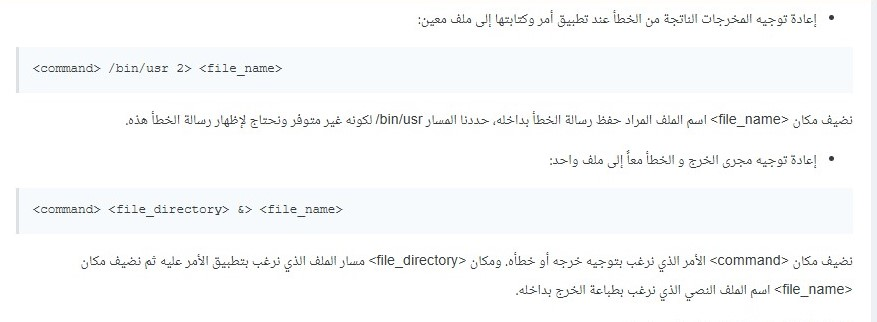 إعادة توجيه المخرجات الناتجة من الخطأ عند تطبيق أمر وكتابتها إلى ملف معين:
<command> /bin/usr 2> <file_name>
نضيف مكان <file_name> اسم الملف المراد حفظ رسالة الخطأ بداخله، حددنا المسار bin/usr/ لكونه غير متوفر ونحتاج لإظهار رسالة الخطأ هذه.
إعادة توجيه مجرى الخرج و الخطأ معاً إلى ملف واحد:
<command> <file_directory> &> <file_name>
نضيف مكان <command> الأمر الذي نرغب بتوجيه خرجه أو خطأه. ومكان <file_directory> مسار الملف الذي نرغب بتطبيق الأمر عليه ثم نضيف مكان
<file_name> اسم الملف النصي الذي نرغب بطباعة الخرج بداخله.